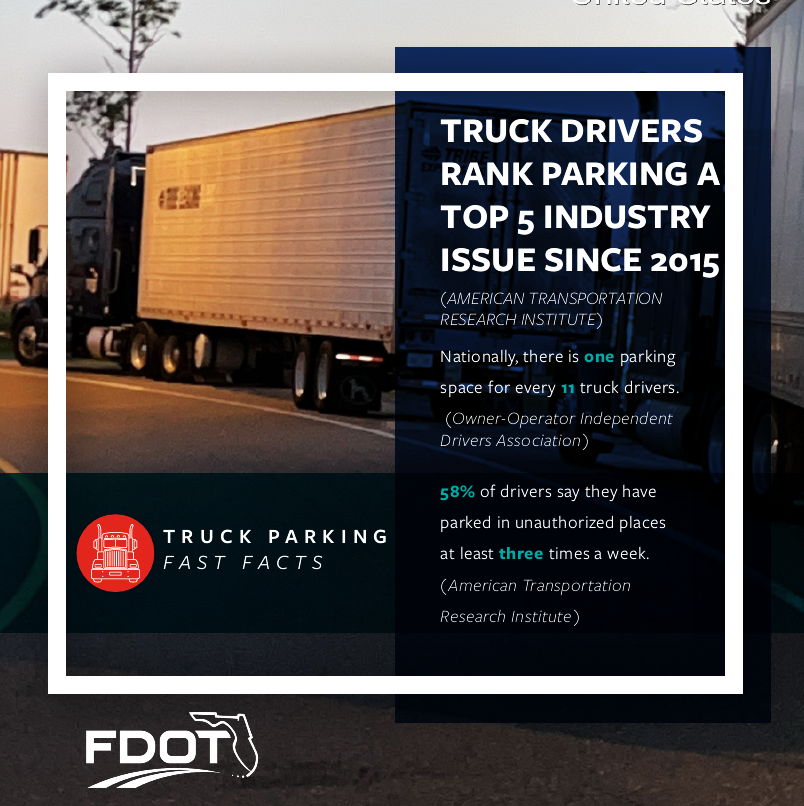 United States
TRUCK DRIVERS
RANK PARKING A
TOP 5 INDUSTRY
ISSUE SINCE 2015
(AMERICAN TRANSPORTATION
RESEARCH INSTITUTE)
Nationally, there is one parking
space for every 11 truck drivers.
(Owner-Operator Independent
Drivers Association)
58% of drivers say they have
parked in unauthorized places
at least three times a week.
(American Transportation
Research Institute)
TRUCK PARKING
FAST FACTS
FDOT